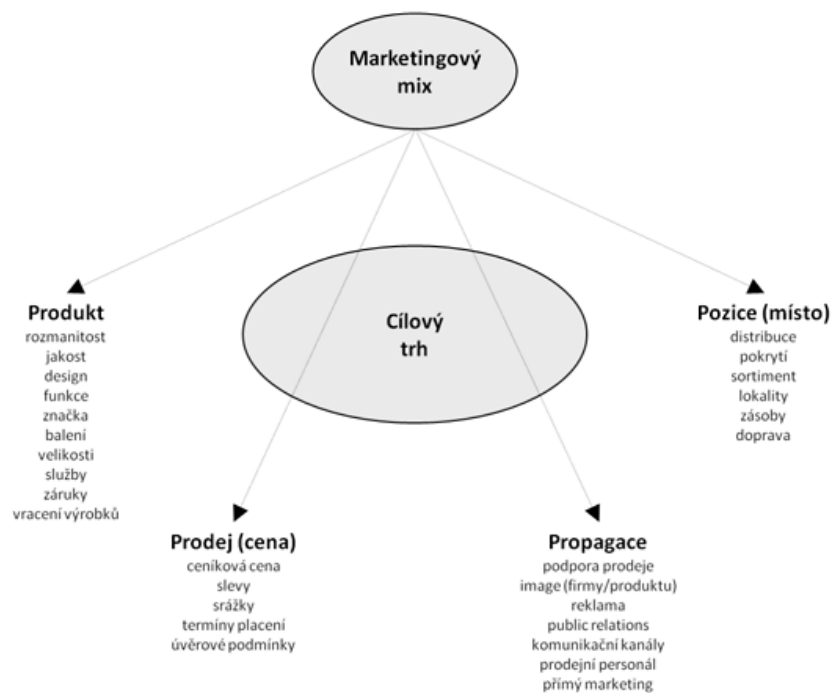 Marketingový
mix
Cílový
trh
Produkt
rozmanitost
jakost
design
funkce
značka
balení
velikosti
služby
záruky
vracení výrobků
Prodej (cena)
ceníková cena
slevy
srážky
termíny placení
úvěrové podmínky
Propagace
podpora prodeje
image (firmy/produktu)
reklama
public relations
komunikační kanály
prodejní personál
přímý marketing
Pozice (místo)
distribuce
pokrytí
sortiment
lokality
zásoby
doprava